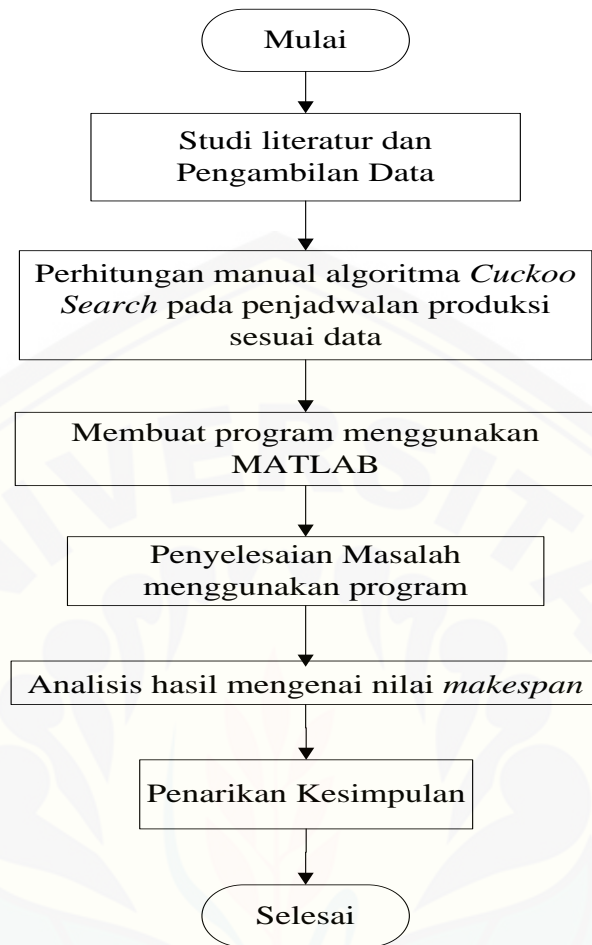 Mulai
Studi literatur dan
Pengambilan Data
Perhitungan manual algoritma Cuckoo
Search pada penjadwalan produksi
sesuai data
Membuat program menggunakan
MATLAB
Penyelesaian Masalah
menggunakan program
Analisis hasil mengenai nilai makespan
Penarikan Kesimpulan
Selesai